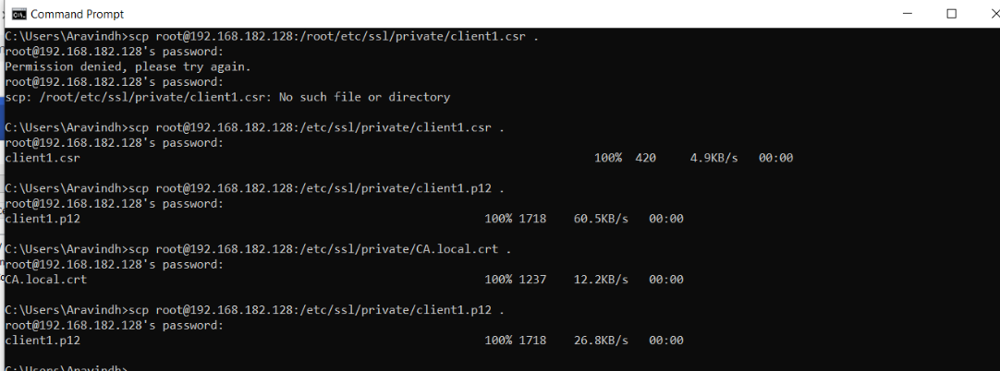 Command Prompt
C:\Users\Aravindh>scp root@192.168.182.128:/root/etc/ssl/private/client1.csr .
root@192.168.182.128's password:
Permission denied, please try again.
root@192.168.182.128's password:
scp: /root/etc/ssl/private/client1.csr: No such file or directory
C:\Users\Aravindh>scp root@192.168.182.128:/etc/ssl/private/client1.csr .
root@192.168.182.128's password:
client1.csr 100% 420 4.9KB/s 00:00
C:\Users\Aravindh>scp root@192.168.182.128:/etc/ssl/private/client1.p12 .
root@192.168.182.128's password:
client1.p12 100% 1718 60.5KB/s 00:00
C:\Users\Aravindh>scp root@192.168.182.128:/etc/ssl/private/CA.local.crt .
root@192.168.182.128's password:
CA.local.crt 100% 1237 12.2KB/s 00:00
C:\Users\Aravindh>scp root@192.168.182.128:/etc/ssl/private/client1.p12 .
root@192.168.182.128's password:
client1.p12 100% 1718 26.8KB/s 00:00
C:\Users\Aravindh>